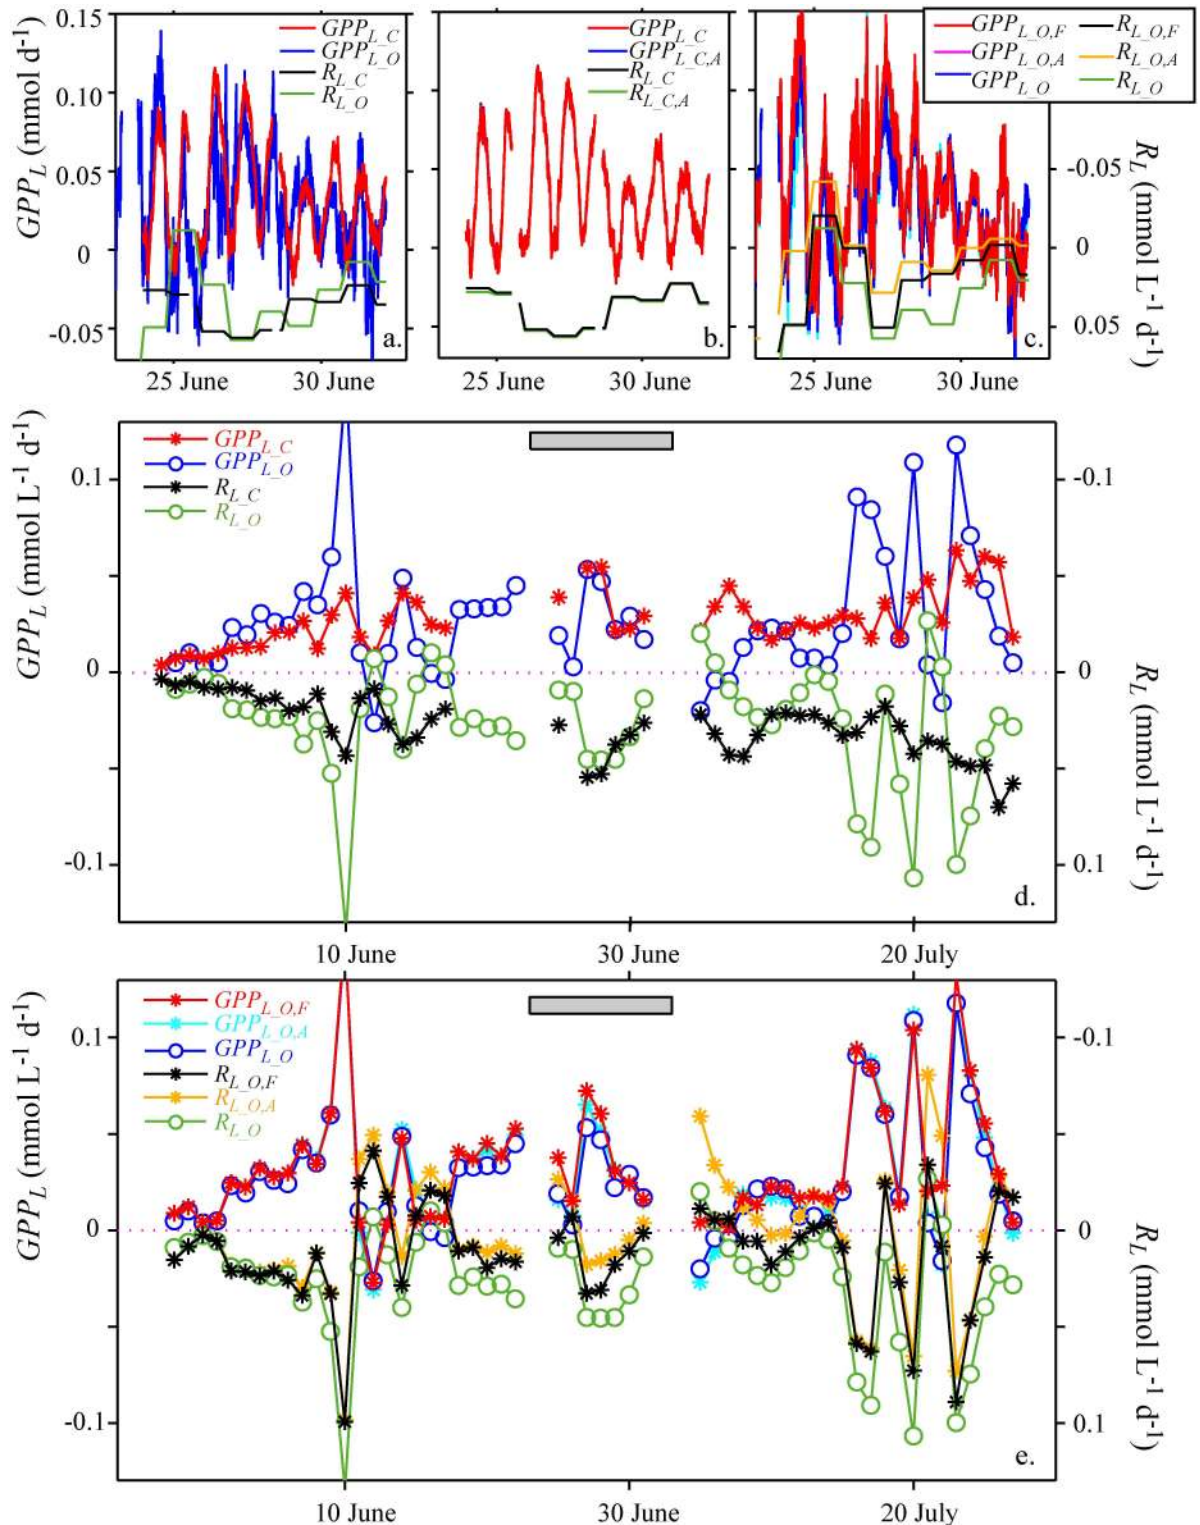 0.15
0.10
0.05
0
-0.05
GPP_L (mmol d-1)
GPP_L_C
GPP_L_O
R_L_C
R_L_O
a.
25 June 30 June
GPP_L_C
GPP_L_C,A
R_L_C
R_L_C,A
b.
25 June 30 June
GPP_L_O,F R_L_O,F
GPP_L_O,A R_L_O,A
GPP_L_O R_L_O
c.
25 June 30 June
-0.05
0
0.05
R_L (mmol L-1 d-1)
GPP_L (mmol L-1 d-1)
0.1
0
-0.1
GPP_L_C
GPP_L_O
R_L_C
R_L_O
-0.1
0
0.1
R_L (mmol L-1 d-1)
d.
10 June 30 June 20 July
GPP_L (mmol L-1 d-1)
0.1
0
-0.1
GPP_L_O,F
GPP_L_O,A
GPP_L_O
R_L_O,F
R_L_O,A
R_L_O
-0.1
0
0.1
R_L (mmol L-1 d-1)
e.
10 June 30 June 20 July